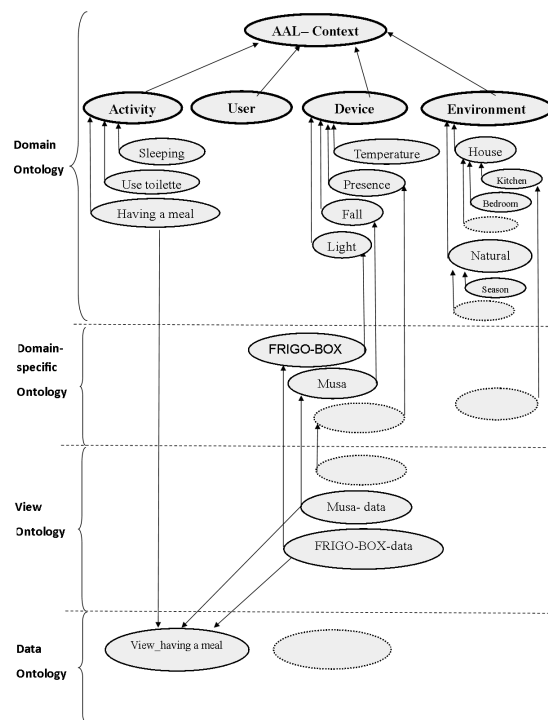 AAL– Context
Activity
User
Device
Environment
Domain
Ontology
Sleeping
Use toilette
Having a meal
Temperature
Presence
Fall
Light
House
Kitchen
Bedroom
Natural
Season
Domain-
specific
Ontology
FRIGO-BOX
Musa
View
Ontology
Musa- data
FRIGO-BOX-data
Data
Ontology
View_having a meal